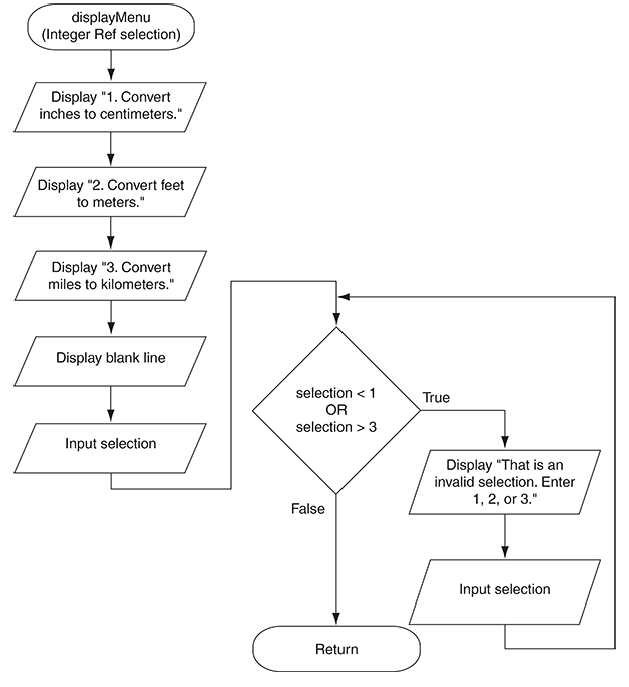 displayMenu
(Integer Ref selection)
Display "1. Convert
inches to centimeters."
Display "2. Convert feet
to meters."
Display "3. Convert
miles to kilometers."
Display blank line
Input selection
selection < 1
OR
selection > 3
True
Display "That is an
invalid selection. Enter
1, 2, or 3."
Input selection
False
Return